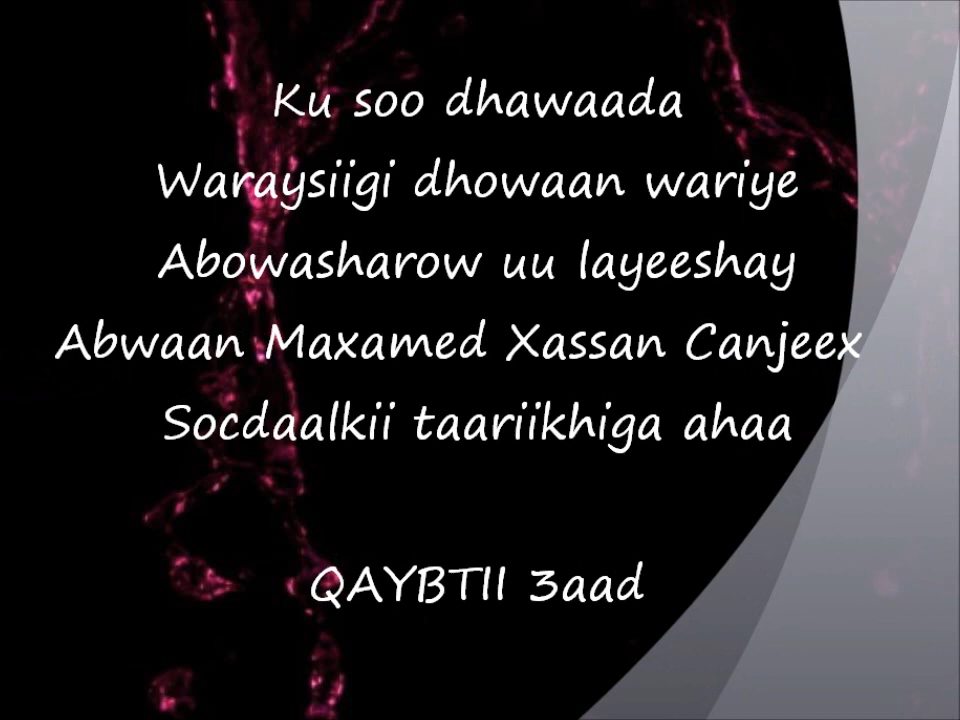 Ku soo dhawaada
Waraysiigi dhowaan wariye
Abowasharow uu layeeshay
Abwaan Maxamed Xassan Canjeex
Socdaalkii taariikhiga ahaa
QAYBTII 3aad